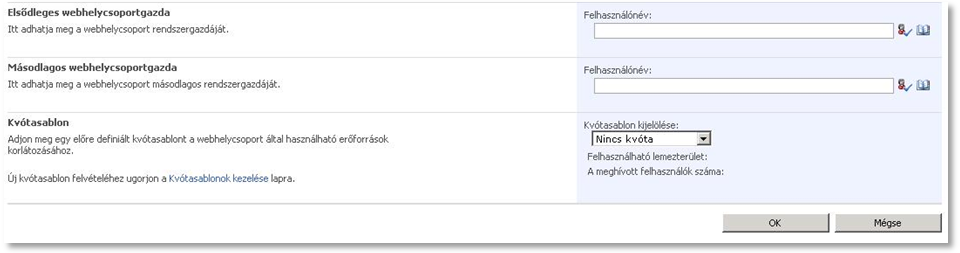 Elsődleges webhelycsoportgazda
Itt adhatja meg a webhelycsoport rendszergazdáját.
Felhasználónév:
Másodlagos webhelycsoportgazda
Itt adhatja meg a webhelycsoport másodlagos rendszergazdáját.
Felhasználónév:
Kvótasablon
Adjon meg egy előre definiált kvótasablont a webhelycsoport által használható erőforrások
korlátozásához.
Új kvótasablon felvételéhez ugorjon a Kvótasablonok kezelése lapra.
Kvótasablon kijelölése:
Nincs kvóta
Felhasználható lemezterület:
A meghívott felhasználók száma:
OK
Mégse